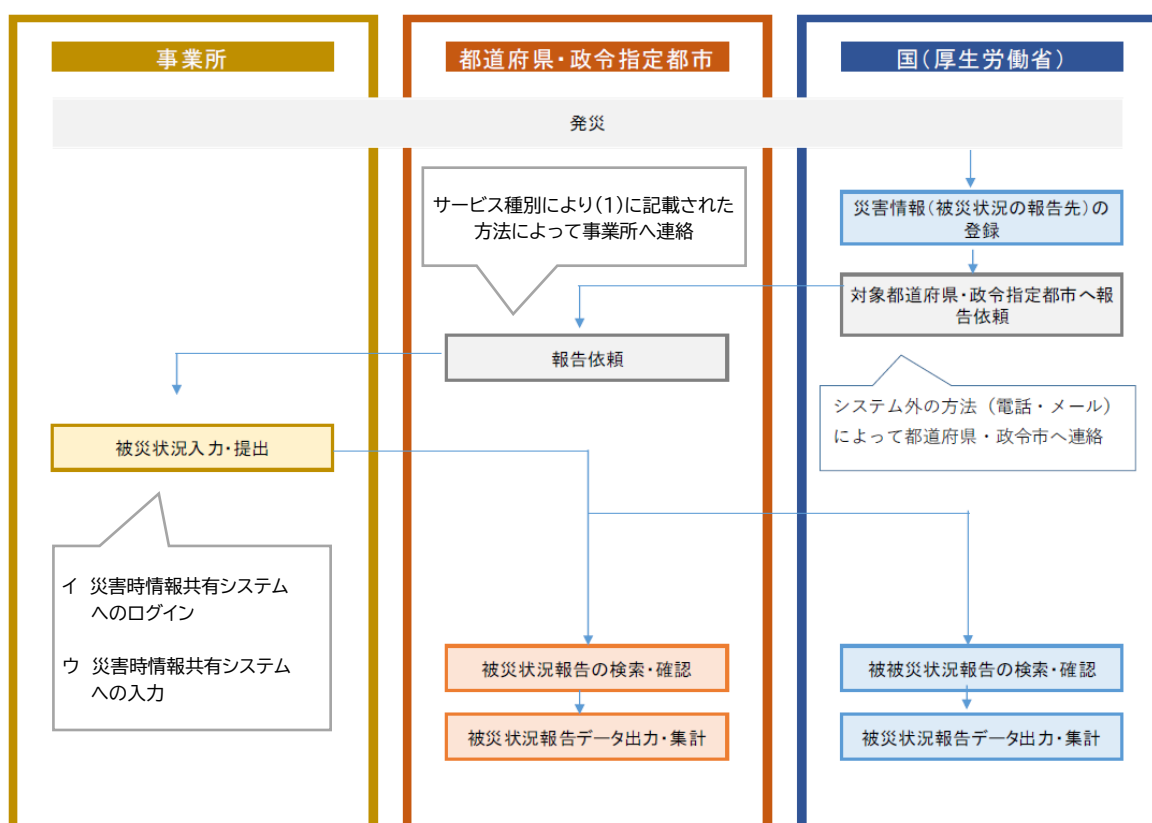 事業所
都道府県・政令指定都市
国(厚生労働省)
発災
サービス種別により(1)に記載された
方法によって事業所へ連絡
災害情報(被災状況の報告先)の
登録
対象都道府県・政令指定都市へ報
告依頼
報告依頼
システム外の方法（電話・メール）
によって都道府県・政令市へ連絡
被災状況入力・提出
イ 災害時情報共有システム
へのログイン
ウ 災害時情報共有システム
への入力
被災状況報告の検索・確認
被被災状況報告の検索・確認
被災状況報告データ出力・集計
被災状況報告データ出力・集計